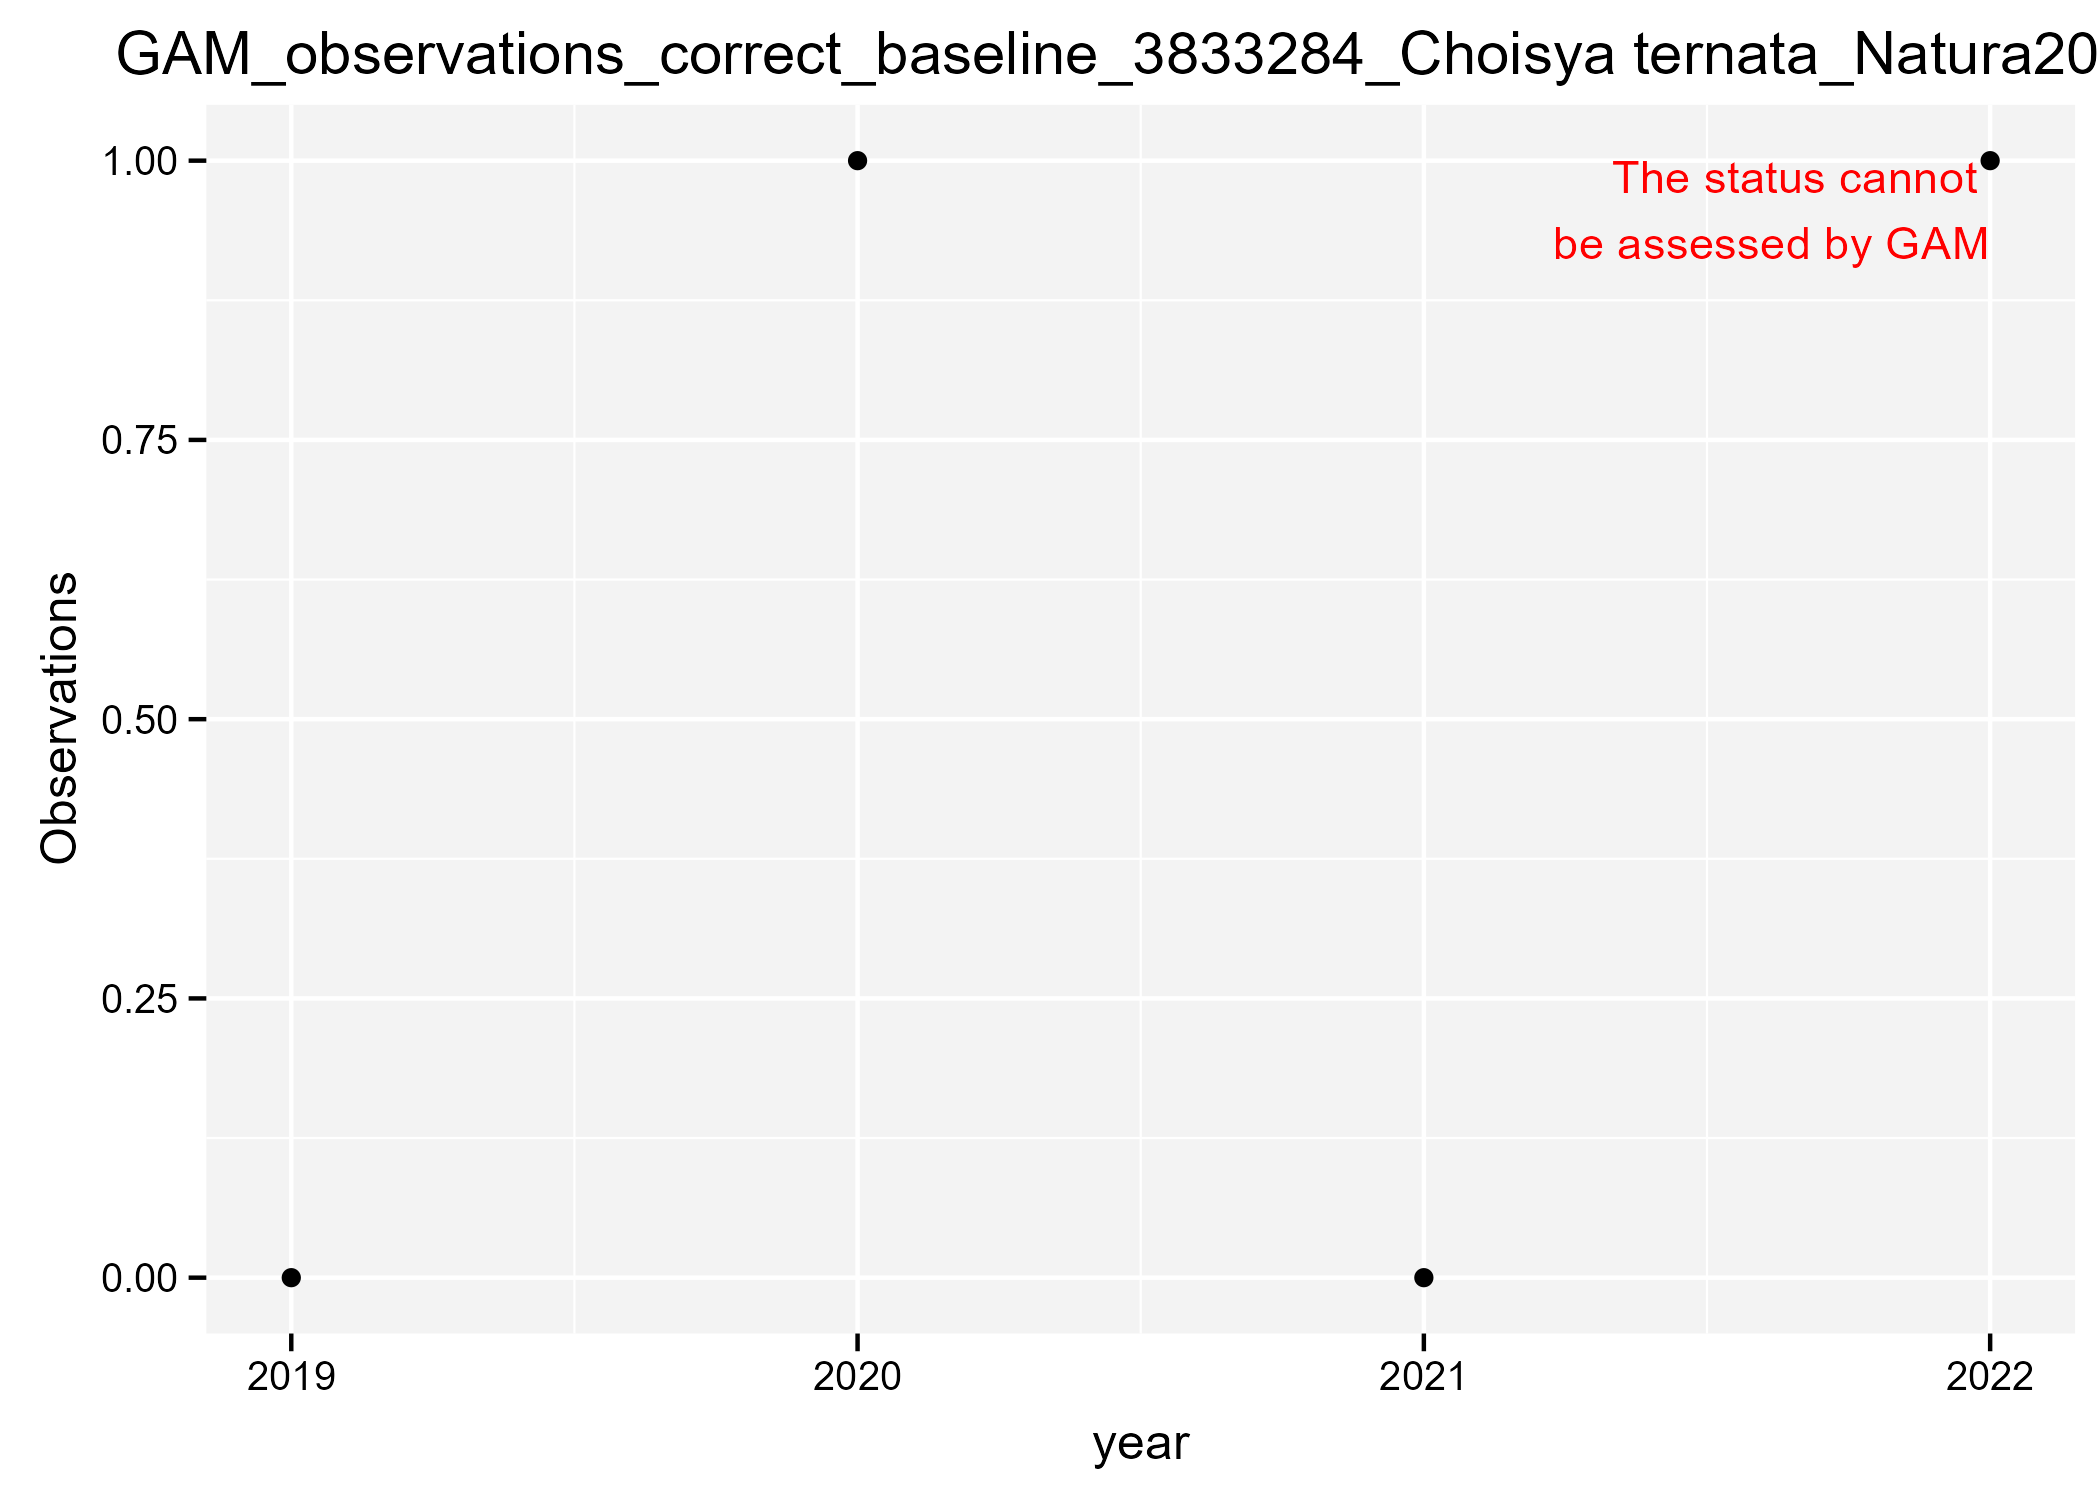 GAM_observations_correct_baseline_3833284_Choisya ternata_Natura20
1.00
The status cannot
be assessed by GAM
0.75
Observations
0.50
0.25
0.00
2019 2020 2021 2022
year